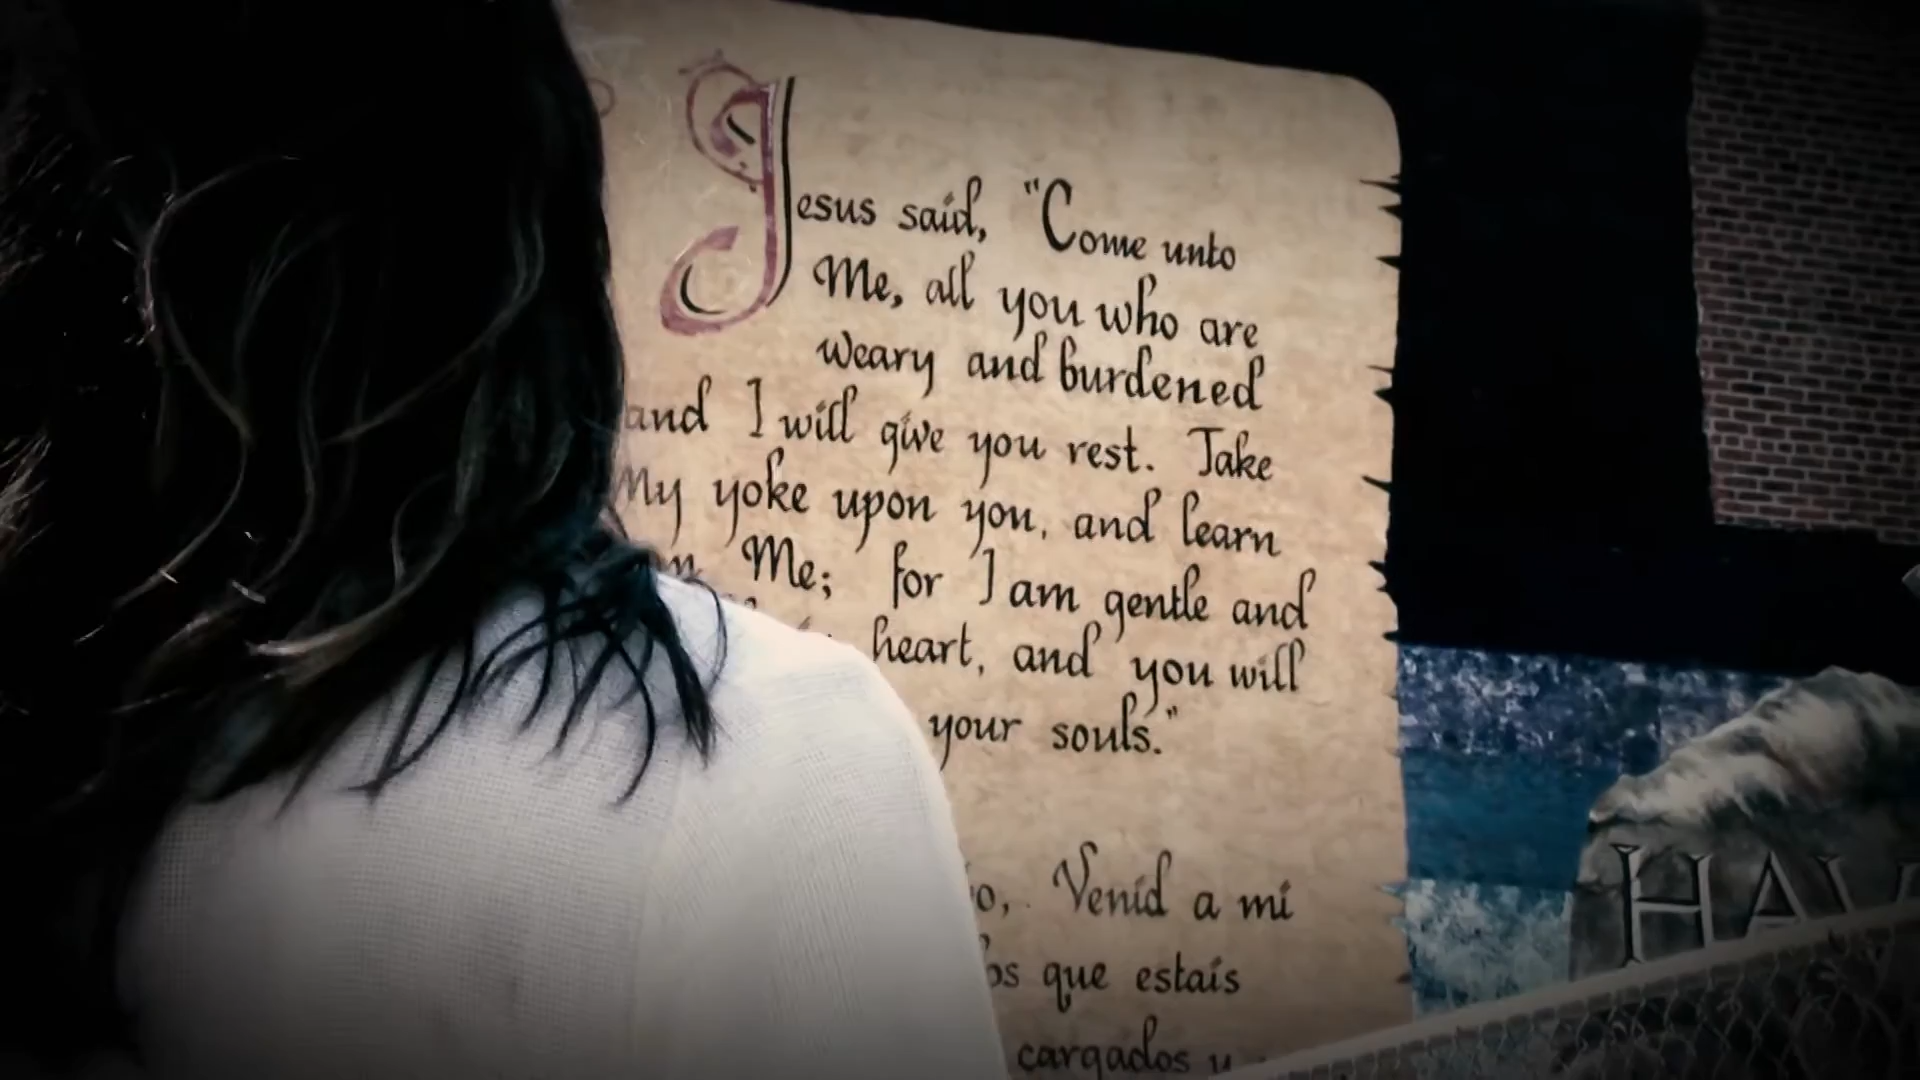 Jesus said, "Come unto
Me, all you who are
weary and burdened
and I will give you rest. Take
My yoke upon you, and learn
Me; for I am gentle and
heart, and you will
your souls."
Venid a mi
que estais
cargados y